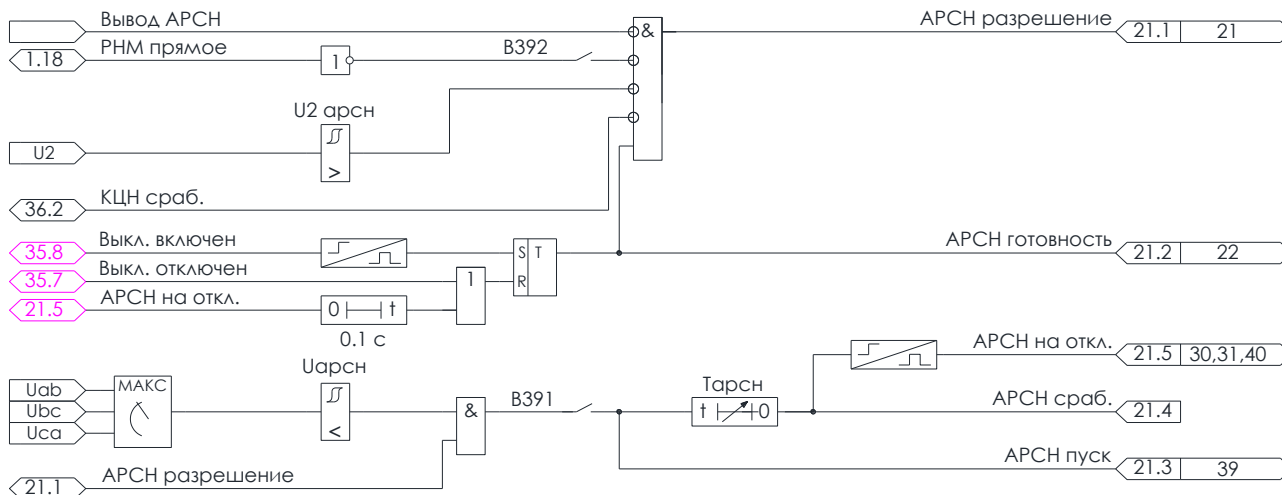 Вывод АРСН
АРСН разрешение
21.1 21
&
1.18
РНМ прямое
1
В392
U2 арсн
U2
>
36.2
КЦН сраб.
35.8
Выкл. включен
S T
АРСН готовность
21.2 22
35.7
Выкл. отключен
R
1
21.5
АРСН на откл.
0 t
0.1 с
АРСН на откл.
21.5 30,31,40
Uарсн
Тарсн
Uab
МАКС
Ubc
Uca
<
&
В391
t 0
АРСН сраб.
21.4
АРСН пуск
21.3 39
21.1
АРСН разрешение